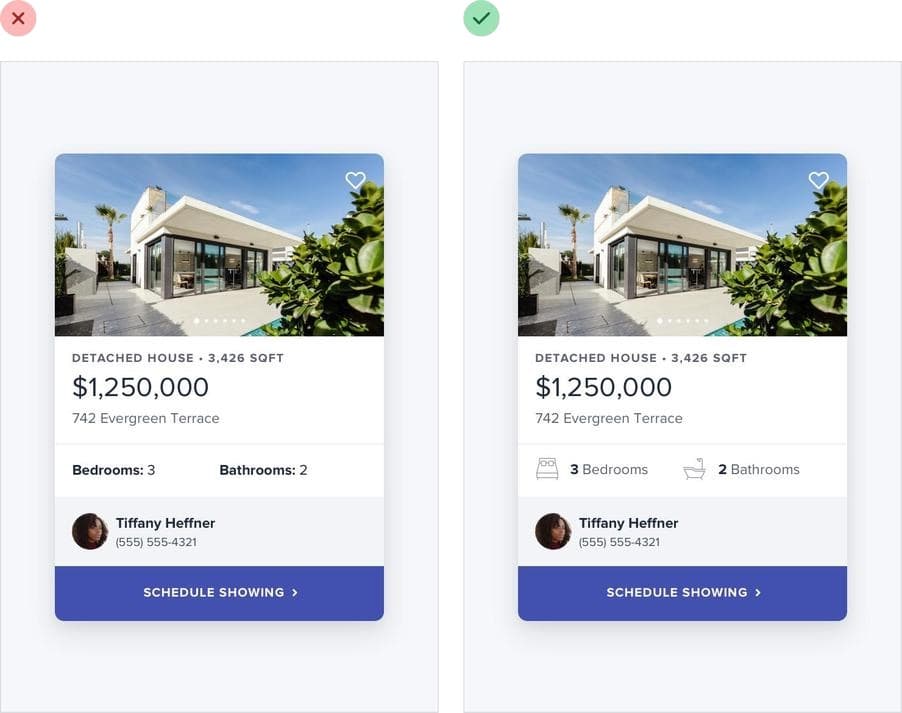 DETACHED HOUSE • 3,426 SQFT
$1,250,000
742 Evergreen Terrace
Bedrooms: 3 Bathrooms: 2
Tiffany Heffner
(555) 555-4321
SCHEDULE SHOWING >
DETACHED HOUSE • 3,426 SQFT
$1,250,000
742 Evergreen Terrace
3 Bedrooms 2 Bathrooms
Tiffany Heffner
(555) 555-4321
SCHEDULE SHOWING >